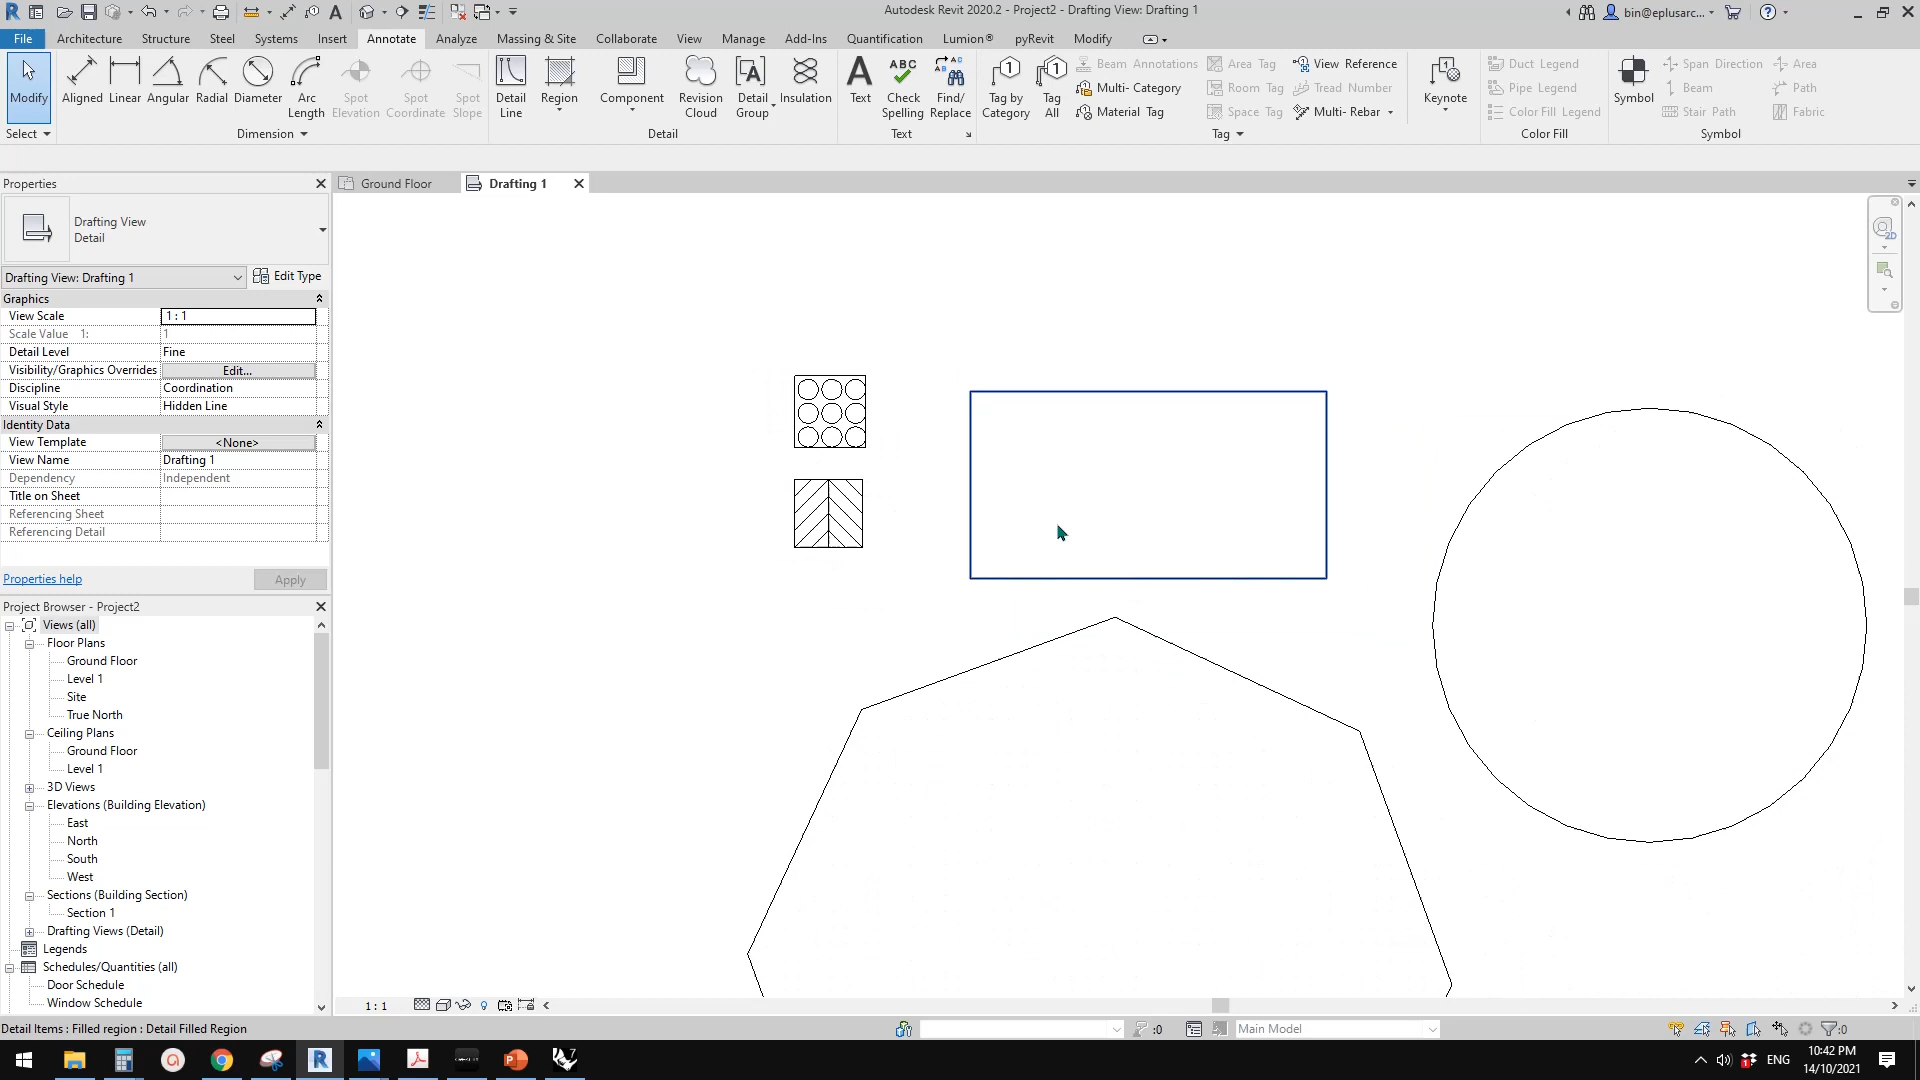 Autodesk Revit 2020.2 - Project2 - Drafting View: Drafting 1
bin@eplusarc...
File Architecture Structure Steel Systems Insert Annotate Analyze Massing & Site Collaborate View Manage Add-Ins Quantification Lumion® pyRevit Modify
Modify
Aligned Linear Angular Radial Diameter Arc Length Spot Elevation Spot Coordinate Spot Slope
Detail Line Region Component Revision Cloud Detail Group Insulation
Text Check Spelling Find/ Replace
Tag by Category Tag All
Beam Annotations Area Tag View Reference
Multi- Category Room Tag Tread Number
Material Tag Space Tag Multi- Rebar
Keynote
Duct Legend
Pipe Legend
Color Fill Legend
Symbol
Span Direction Area
Beam Path
Stair Path Fabric
Select Dimension Detail Text Tag Color Fill Symbol
Properties
Ground Floor
Drafting 1
Drafting View
Detail
Drafting View: Drafting 1
Edit Type
Graphics
View Scale 1 : 1
Scale Value 1: 1
Detail Level Fine
Visibility/Graphics Overrides Edit...
Discipline Coordination
Visual Style Hidden Line
Identity Data
View Template <None>
View Name Drafting 1
Dependency Independent
Title on Sheet
Referencing Sheet
Referencing Detail
Properties help
Apply
Project Browser - Project2
Views (all)
Floor Plans
Ground Floor
Level 1
Site
True North
Ceiling Plans
Ground Floor
Level 1
3D Views
Elevations (Building Elevation)
East
North
South
West
Sections (Building Section)
Section 1
Drafting Views (Detail)
Legends
Schedules/Quantities (all)
Door Schedule
Window Schedule
1 : 1
Detail Items : Filled region : Detail Filled Region
:0
Main Model
:0
ENG
10:42 PM
14/10/2021